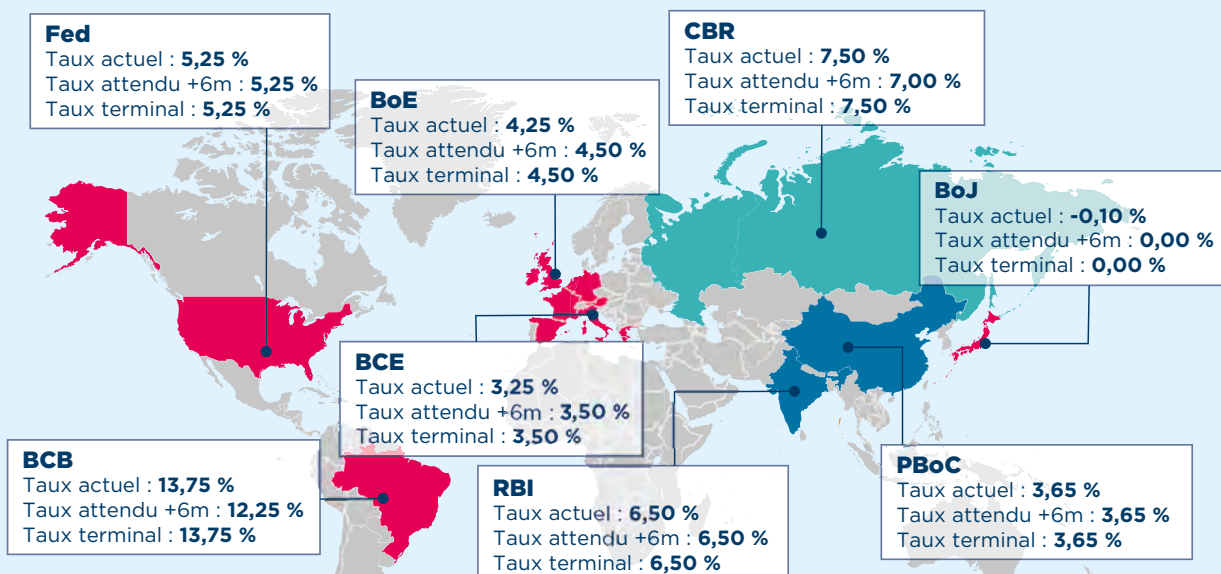 Fed
Taux actuel : 5,25 %
Taux attendu +6m : 5,25 %
Taux terminal : 5,25 %
BoE
Taux actuel : 4,25 %
Taux attendu +6m : 4,50 %
Taux terminal : 4,50 %
CBR
Taux actuel : 7,50 %
Taux attendu +6m : 7,00 %
Taux terminal : 7,50 %
BoJ
Taux actuel : -0,10 %
Taux attendu +6m : 0,00 %
Taux terminal : 0,00 %
BCE
Taux actuel : 3,25 %
Taux attendu +6m : 3,50 %
Taux terminal : 3,50 %
BCB
Taux actuel : 13,75 %
Taux attendu +6m : 12,25 %
Taux terminal : 13,75 %
RBI
Taux actuel : 6,50 %
Taux attendu +6m : 6,50 %
Taux terminal : 6,50 %
PBoC
Taux actuel : 3,65 %
Taux attendu +6m : 3,65 %
Taux terminal : 3,65 %